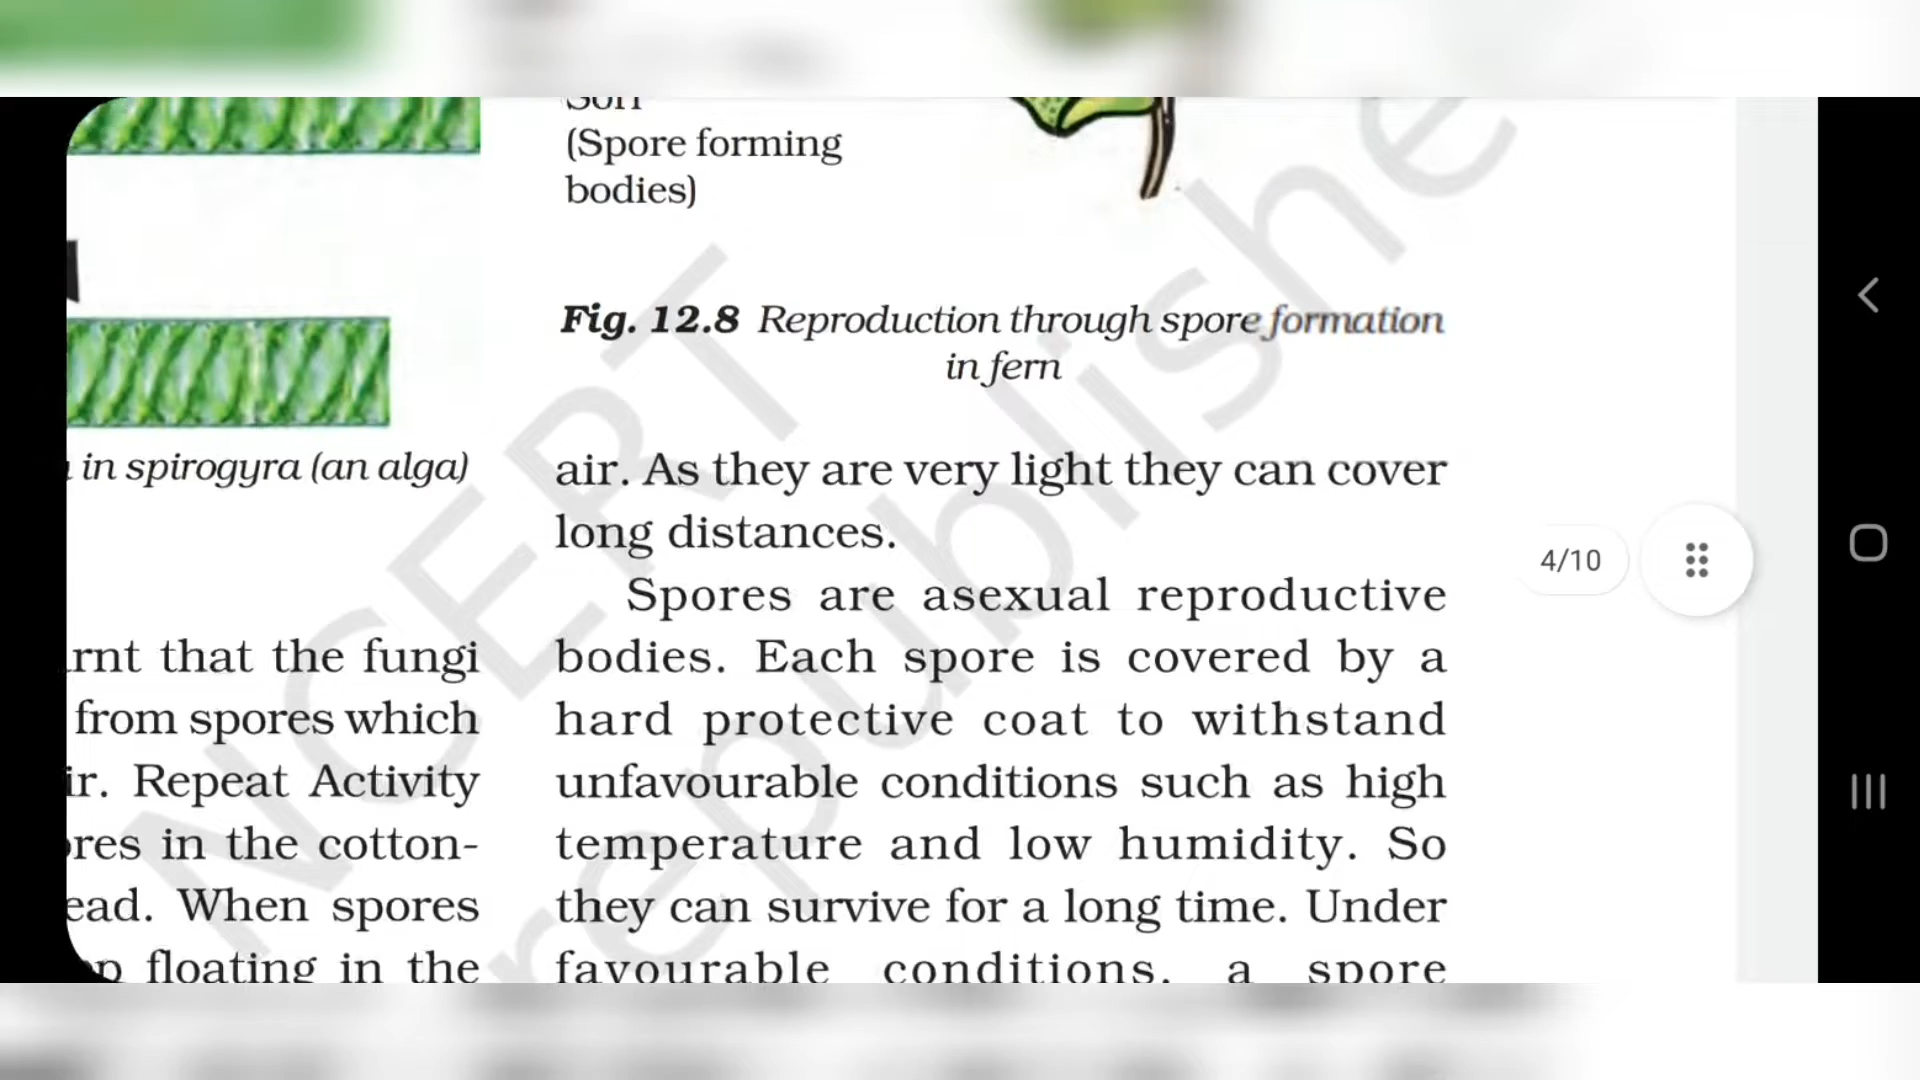 in spirogyra (an alga)
that the fungi
from spores which
Repeat Activity
in the cotton-
When spores
floating in the
Sori
(Spore forming
bodies)
Fig. 12.8 Reproduction through spore formation
in fern
air. As they are very light they can cover
long distances.
Spores are asexual reproductive
bodies. Each spore is covered by a
hard protective coat to withstand
unfavourable conditions such as high
temperature and low humidity. So
they can survive for a long time. Under
favourable conditions, a spore
NCERT
republishe
4/10